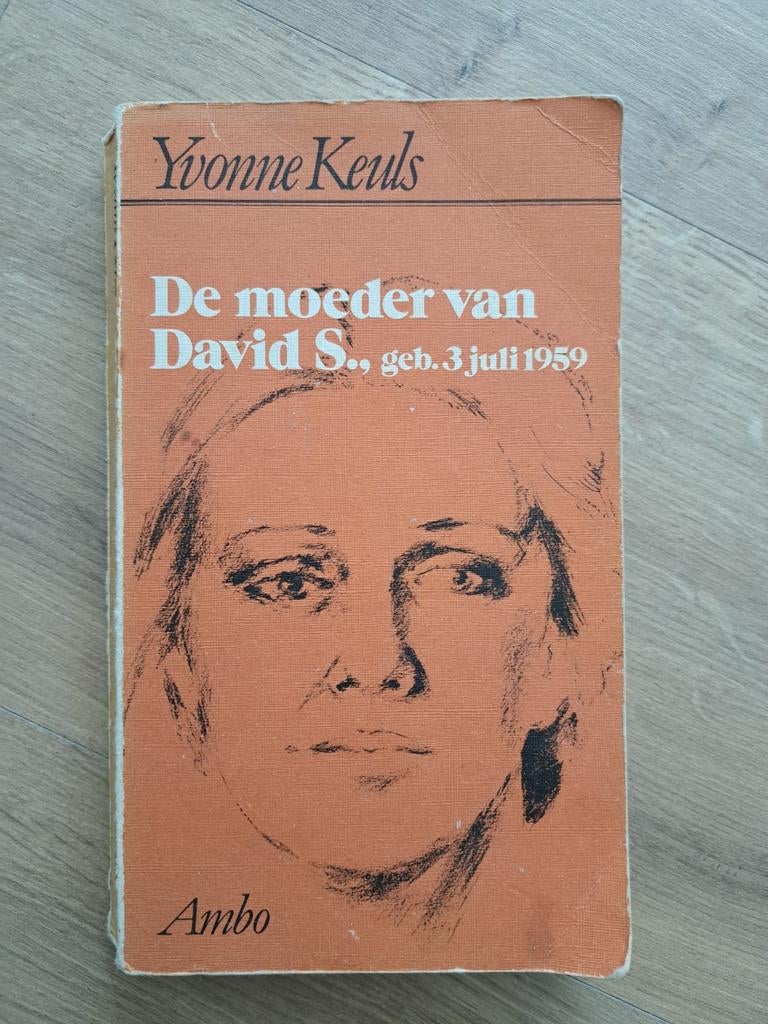 Yvonne Keuls
De moeder van
David S., geb. 3 juli 1959
Ambo